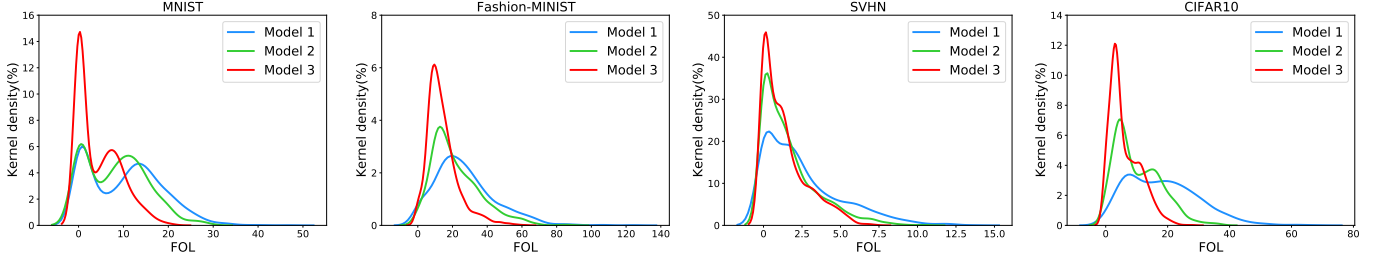 MNIST
Kernel density(%)
16
14
12
10
8
6
4
2
0
0 10 20 30 40 50
FOL
Model 1
Model 2
Model 3
Fashion-MINIST
Kernel density(%)
8
6
4
2
0
0 20 40 60 80 100 120 140
FOL
Model 1
Model 2
Model 3
SVHN
Kernel density(%)
50
40
30
20
10
0
0.0 2.5 5.0 7.5 10.0 12.5 15.0
FOL
Model 1
Model 2
Model 3
CIFAR10
Kernel density(%)
14
12
10
8
6
4
2
0
0 20 40 60 80
FOL
Model 1
Model 2
Model 3